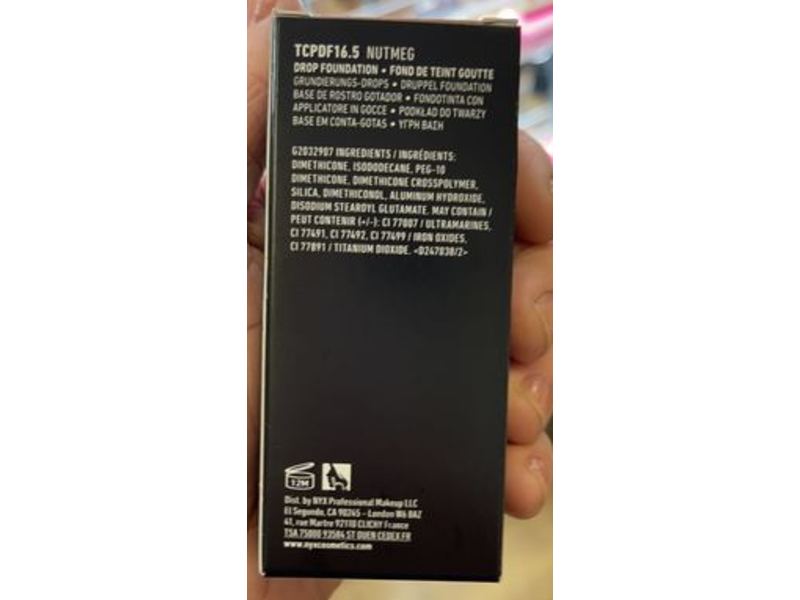 TCPDF16.5 NUTMEG
DROP FOUNDATION • FOND DE TEINT GOUTTE
GRUNDIERUNGS-DROPS • DRUPPEL FOUNDATION
BASE DE ROSTRO GOTADOR • FONDOTINTA CON
APPLICATORE IN GOCCE • PODKŁAD DO TWARZY
BASE EM CONTA-GOTAS • ΥΓΡΗ ΒΑΣΗ
G2032907 INGREDIENTS / INGRÉDIENTS:
DIMETHICONE, ISODODECANE, PEG-10
DIMETHICONE, DIMETHICONE CROSSPOLYMER,
SILICA, DIMETHICONOL, ALUMINUM HYDROXIDE,
DISODIUM STEAROYL GLUTAMATE. MAY CONTAIN /
PEUT CONTENIR (+/-): CI 77007 / ULTRAMARINES,
CI 77491, CI 77492, CI 77499 / IRON OXIDES,
CI 77891 / TITANIUM DIOXIDE. <D247038/2>
12M
Dist. by NYX Professional Makeup LLC
El Segundo, CA 90245 - London W6 8AZ
41, rue Martre 92110 CLICHY France
TSA 75000 93584 ST OUEN CEDEX FR
www.nyxcosmetics.com